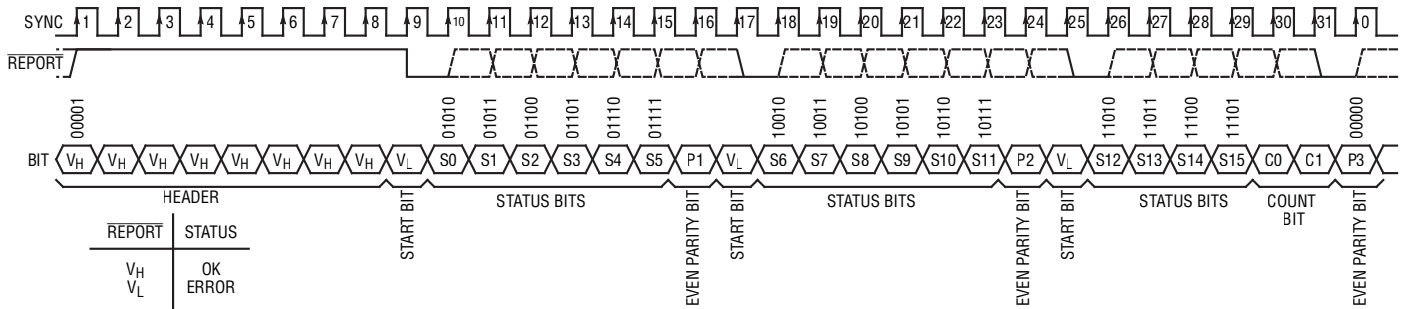 SYNC 1 2 3 4 5 6 7 8 9 10 11 12 13 14 15 16 17 18 19 20 21 22 23 24 25 26 27 28 29 30 31 0
REPORT
00001 01010 01011 01100 01101 01110 01111 10010 10011 10100 10101 10110 10111 11010 11011 11100 11101 00000
BIT VH VH VH VH VH VH VH VH VL S0 S1 S2 S3 S4 S5 P1 VL S6 S7 S8 S9 S10 S11 P2 VL S12 S13 S14 S15 C0 C1 P3
HEADER
START BIT
STATUS BITS
EVEN PARITY BIT
START BIT
STATUS BITS
EVEN PARITY BIT
START BIT
STATUS BITS
COUNT
BIT
EVEN PARITY BIT
REPORT STATUS
VH OK
VL ERROR